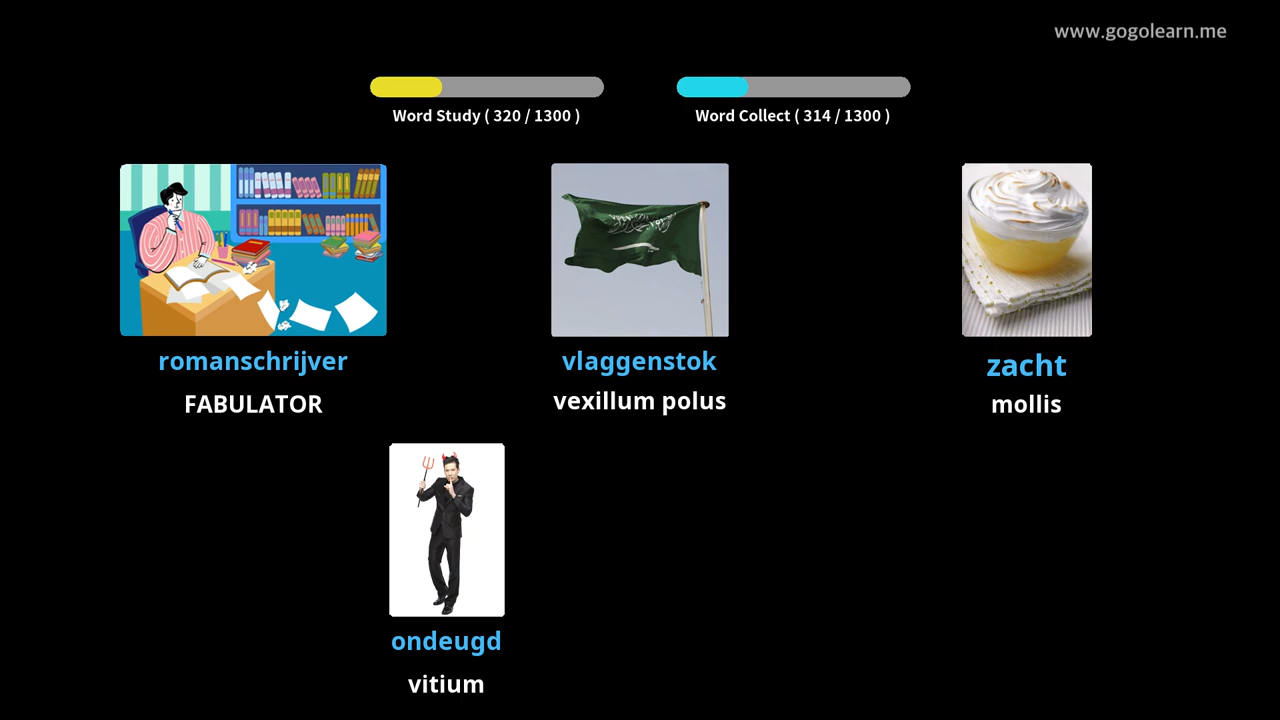 www.gogolearn.me
Word Study ( 320 / 1300 )
Word Collect ( 314 / 1300 )
romanschrijver
FABULATOR
vlaggenstok
vexillum polus
zacht
mollis
ondeugd
vitium